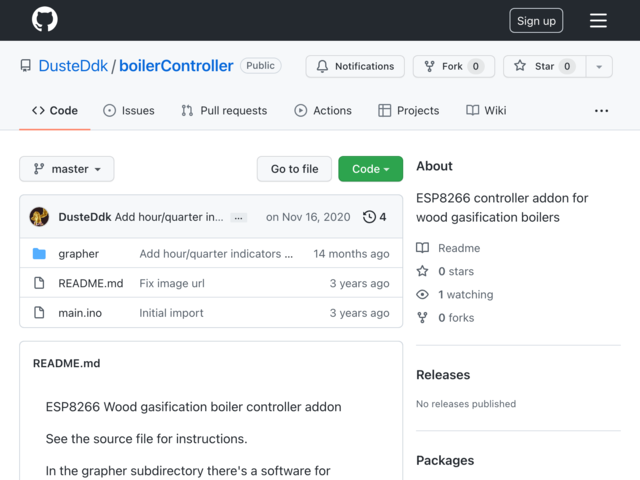 Sign up
DusteDdk / boilerController Public
Notifications
Fork 0
Star 0
Code
Issues
Pull requests
Actions
Projects
Wiki
master
Go to file
Code
DusteDdk Add hour/quarter in... ... on Nov 16, 2020 4
grapher Add hour/quarter indicators ... 14 months ago
README.md Fix image url 3 years ago
main.ino Initial import 3 years ago
README.md
ESP8266 Wood gasification boiler controller addon
See the source file for instructions.
In the grapher subdirectory there's a software for
About
ESP8266 controller addon for
wood gasification boilers
Readme
0 stars
1 watching
0 forks
Releases
No releases published
Packages